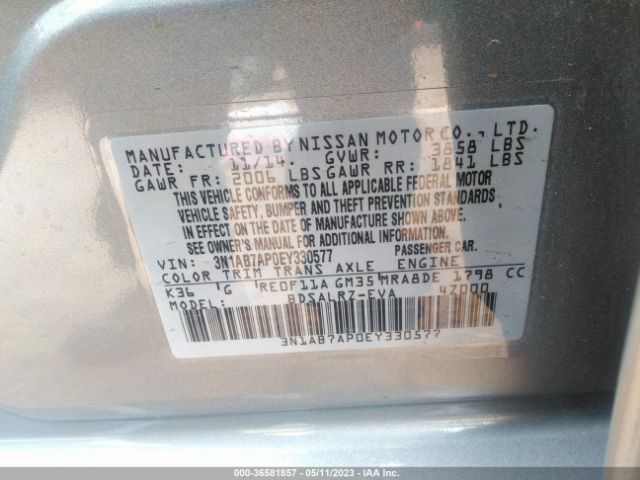 MANUFACTURED BY NISSAN MOTOR CO., LTD.
DATE: 11/14. GVWR: 3858 LBS
GAWR FR: 2006 LBS GAWR RR: 1841 LBS
THIS VEHICLE CONFORMS TO ALL APPLICABLE FEDERAL MOTOR
VEHICLE SAFETY, BUMPER AND THEFT PREVENTION STANDARDS
IN EFFECT ON THE DATE OF MANUFACTURE SHOWN ABOVE.
SEE OWNER'S MANUAL FOR ADDITIONAL INFORMATION.
VIN: 3N1AB7AP0EY330577 PASSENGER CAR.
COLOR TRIM TRANS AXLE ENGINE
K36 G RE0F11A GM35 MRA8DE 1798 CC
MODEL: BDSALRZ-EVA 4Z000
3N1AB7AP0EY330577
000-36581857 - 05/11/2023 - IAA, Inc.